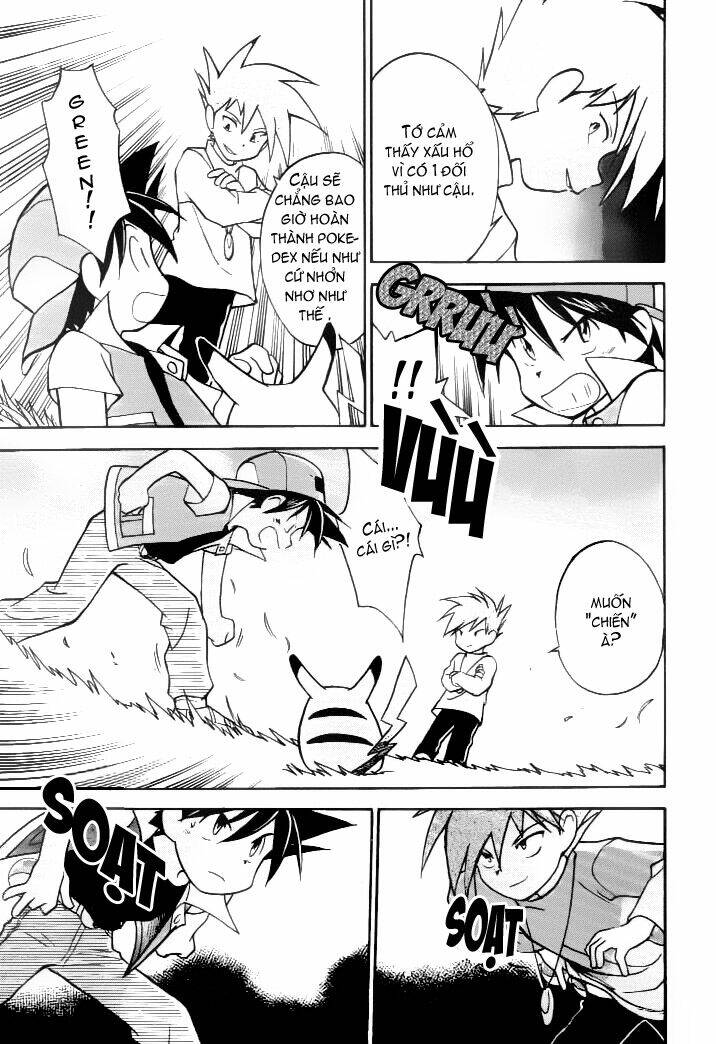 TỚ CẢM
THẤY XẤU HỔ
VÌ CÓ 1 ĐỐI
THỦ NHƯ CẬU.
GREEN!!
CẬU SẼ
CHẲNG BAO
GIỜ HOÀN
THÀNH POKE-
DEX NẾU NHƯ
CỨ NHỞN
NHƠ NHƯ
THẾ.
GRRỪỪ
!!
VÙÙ
MUỐN
"CHIẾN"
À?
CÁI...
CÁI GÌ?!
SOẠT
SOẠT